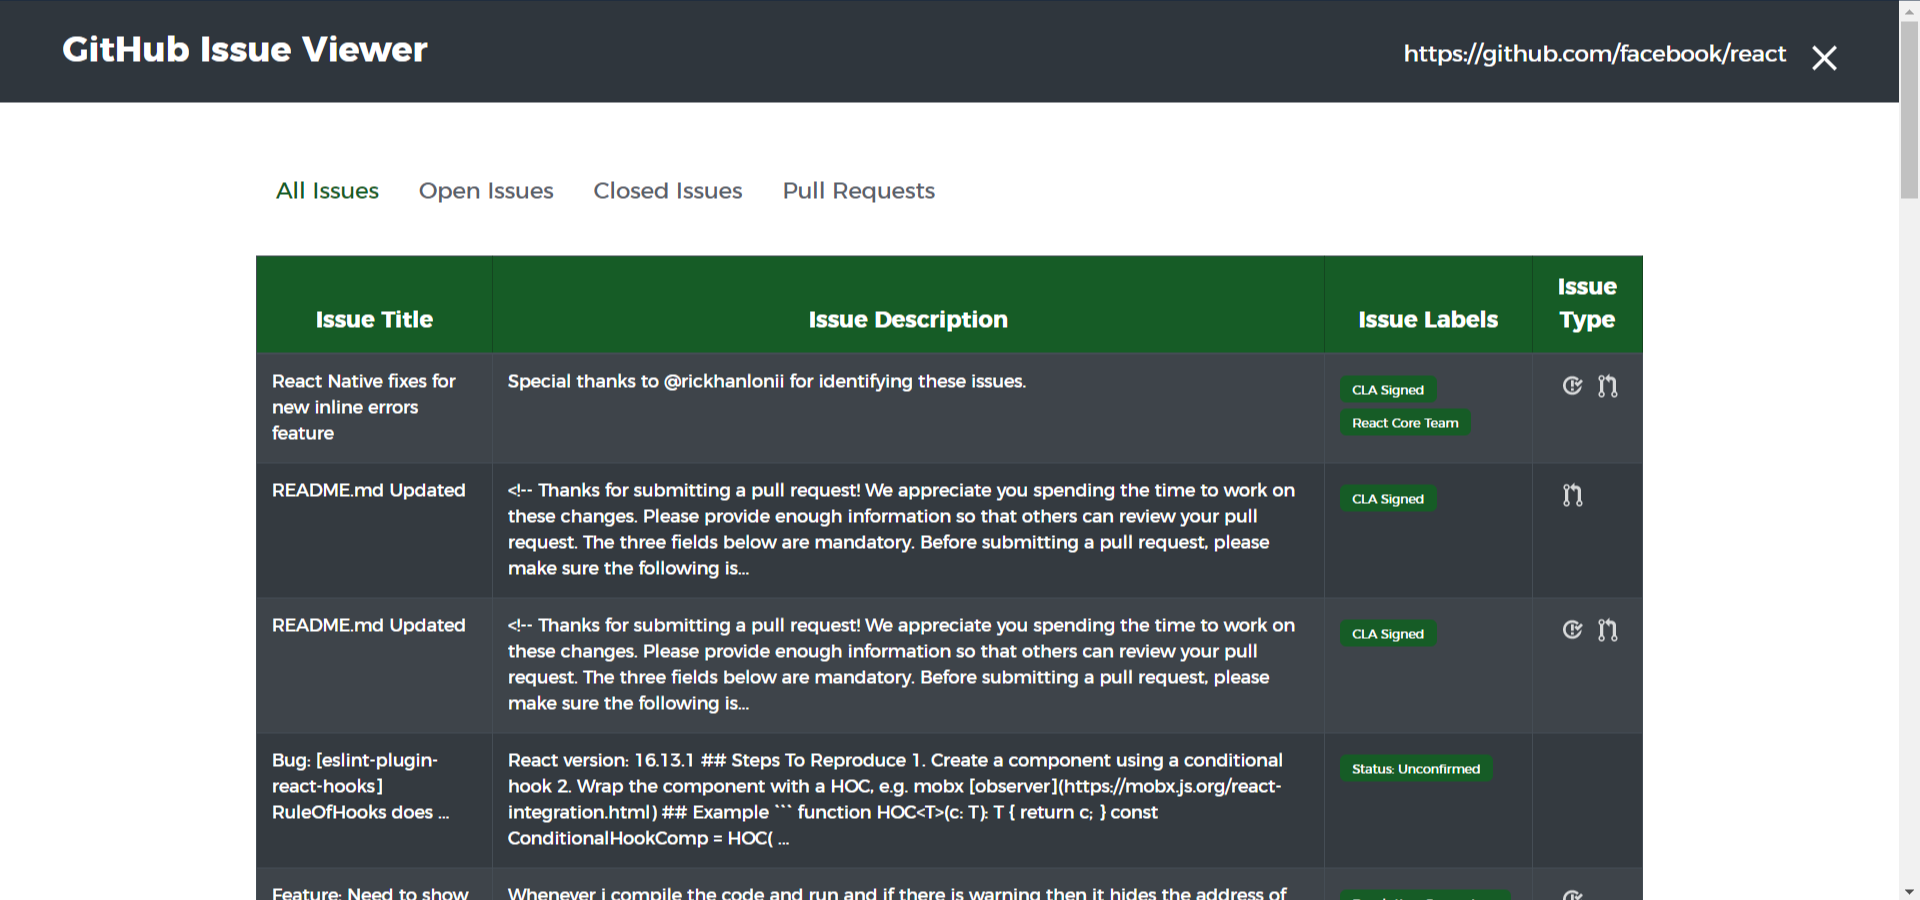 GitHub Issue Viewer
https://github.com/facebook/react
All Issues
Open Issues
Closed Issues
Pull Requests
Issue Title
Issue Description
Issue Labels
Issue
Type
React Native fixes for
new inline errors
feature
Special thanks to @rickhanlonii for identifying these issues.
CLA Signed
React Core Team
README.md Updated
<!-- Thanks for submitting a pull request! We appreciate you spending the time to work on
these changes. Please provide enough information so that others can review your pull
request. The three fields below are mandatory. Before submitting a pull request, please
make sure the following is...
CLA Signed
README.md Updated
<!-- Thanks for submitting a pull request! We appreciate you spending the time to work on
these changes. Please provide enough information so that others can review your pull
request. The three fields below are mandatory. Before submitting a pull request, please
make sure the following is...
CLA Signed
Bug: [eslint-plugin-
react-hooks]
RuleOfHooks does ...
React version: 16.13.1 ## Steps To Reproduce 1. Create a component using a conditional
hook 2. Wrap the component with a HOC, e.g. mobx [observer](https://mobx.js.org/react-
integration.html) ## Example ``` function HOC<T>(c: T): T { return c; } const
ConditionalHookComp = HOC( ...
Status: Unconfirmed
Feature: Need to show
Whenever i compile the code and run and if there is warning then it hides the address of